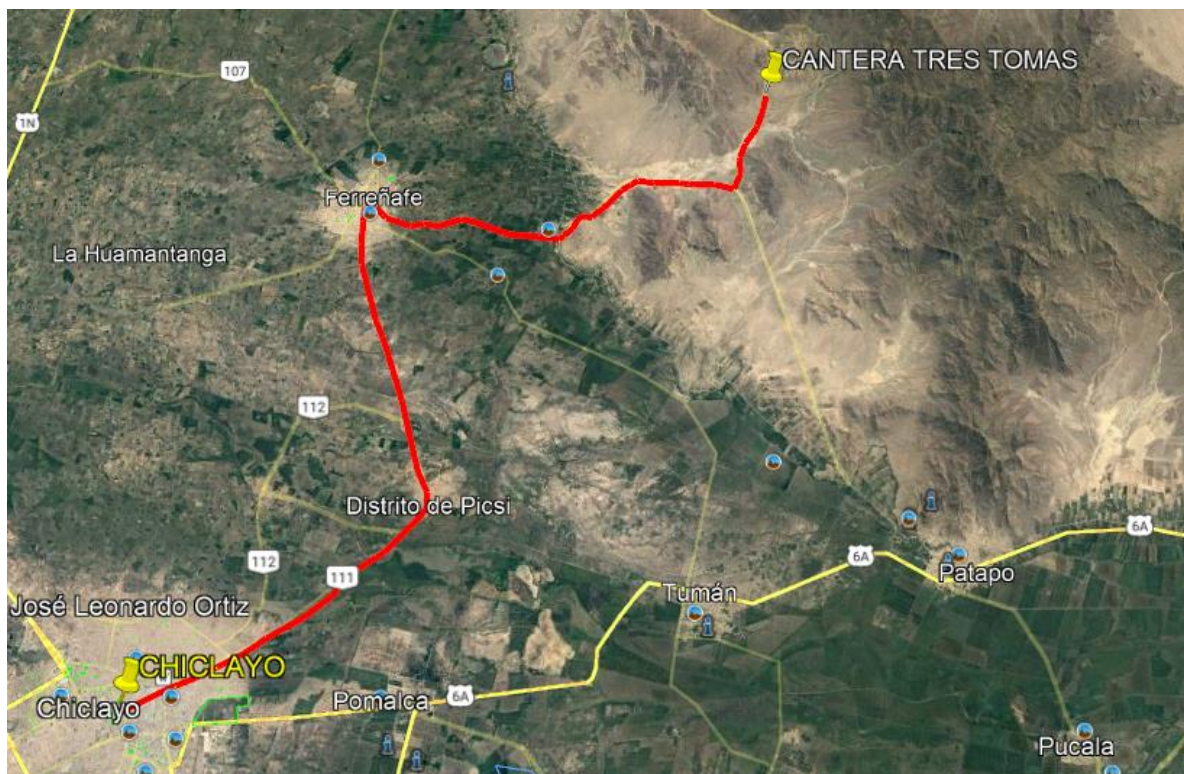 CANTERA TRES TOMAS
107
1N
Ferreñafe
La Huamantanga
112
Distrito de Picsi
6A
112
111
6A
Patapo
Tumán
José Leonardo Ortiz
CHICLAYO
Chiclayo
Pomalca
6A
Pucala